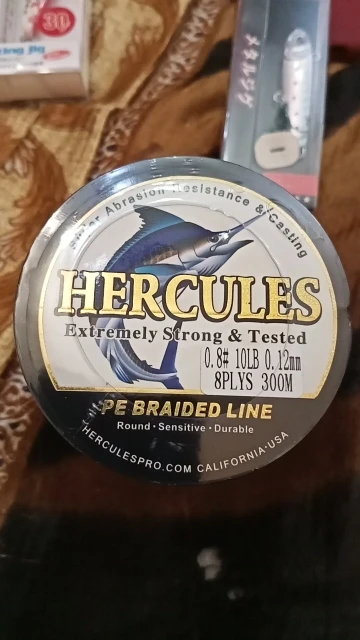 30
Super Abrasion Resistance & Casting
HERCULES
Extremely Strong & Tested
0.8# 10LB 0.12mm
8PLYS 300M
PE BRAIDED LINE
Round · Sensitive · Durable
HERCULESPRO.COM CALIFORNIA · USA